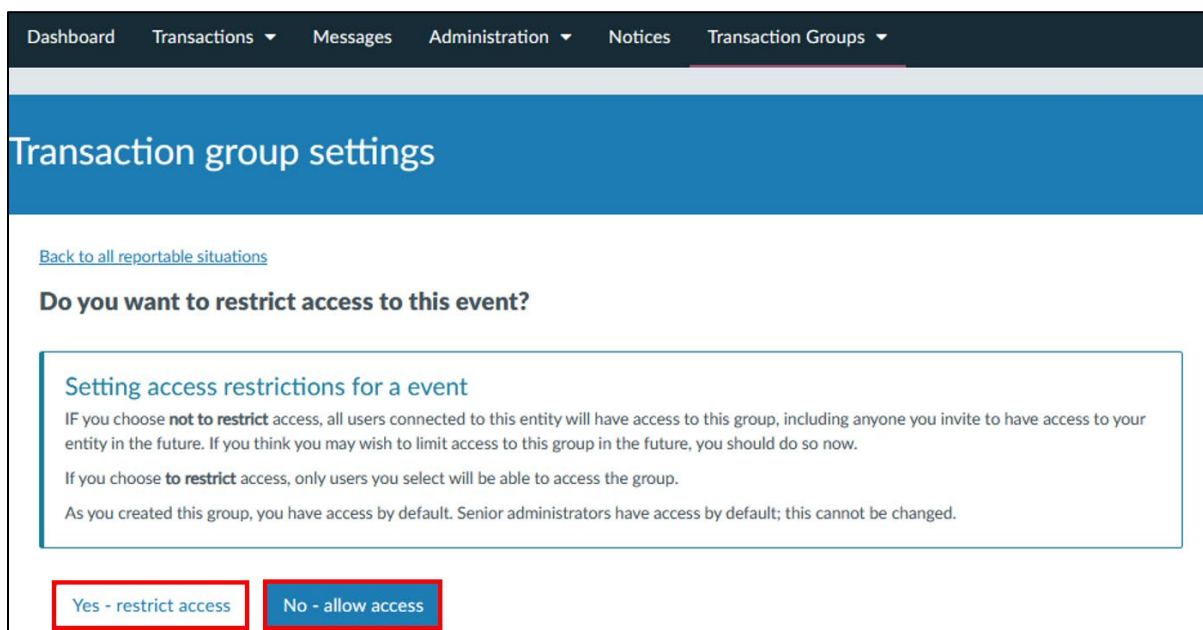 Dashboard Transactions Messages Administration Notices Transaction Groups
Transaction group settings
Back to all reportable situations
Do you want to restrict access to this event?
Setting access restrictions for a event
IF you choose not to restrict access, all users connected to this entity will have access to this group, including anyone you invite to have access to your
entity in the future. If you think you may wish to limit access to this group in the future, you should do so now.
If you choose to restrict access, only users you select will be able to access the group.
As you created this group, you have access by default. Senior administrators have access by default; this cannot be changed.
Yes - restrict access No - allow access